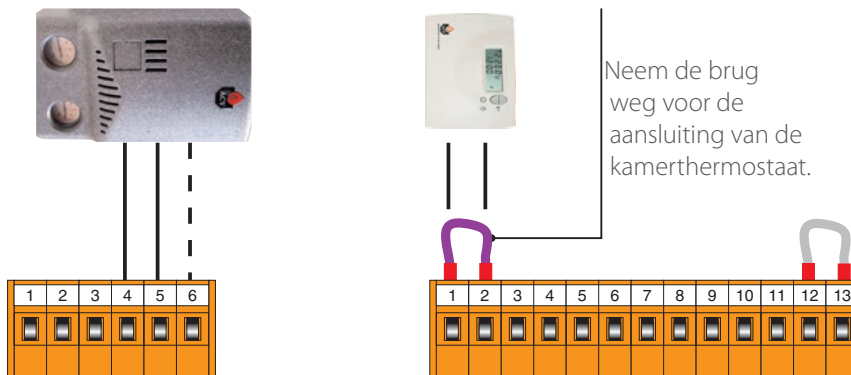 Neem de brug
weg voor de
aansluiting van de
kamerthermostaat.
1 2 3 4 5 6
1 2 3 4 5 6 7 8 9 10 11 12 13